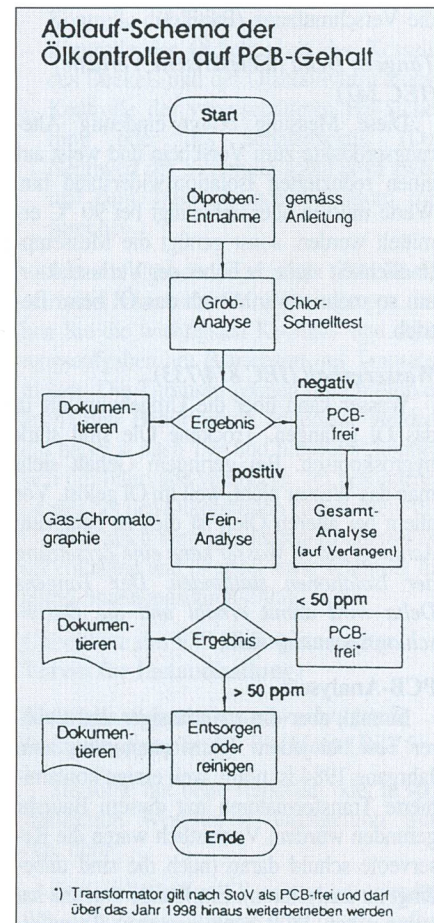 Ablauf-Schema der
Ölkontrollen auf PCB-Gehalt
Start
Ölproben-
Entnahme
gemäss
Anleitung
Grob-
Analyse
Chlor-
Schnelltest
negativ
Dokumen-
tieren
Ergebnis
PCB-
frei*
positiv
Gas-Chromato-
graphie
Fein-
Analyse
Gesamt-
Analyse
(auf Verlangen)
< 50 ppm
Dokumen-
tieren
Ergebnis
PCB-
frei*
> 50 ppm
Dokumen-
tieren
Entsorgen
oder
reinigen
Ende
*) Transformator gilt nach StoV als PCB-frei und darf
über das Jahr 1998 hinaus weiterbetrieben werden